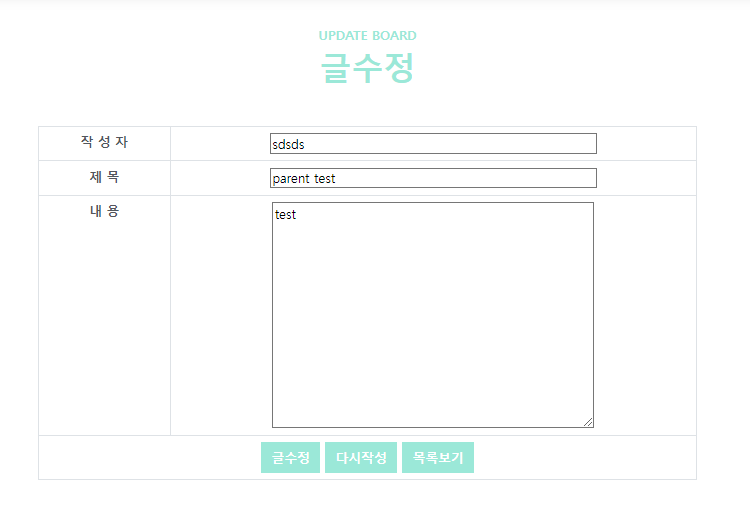 UPDATE BOARD
글수정
작 성 자
sdsds
제 목
parent test
내 용
test
글수정 다시작성 목록보기